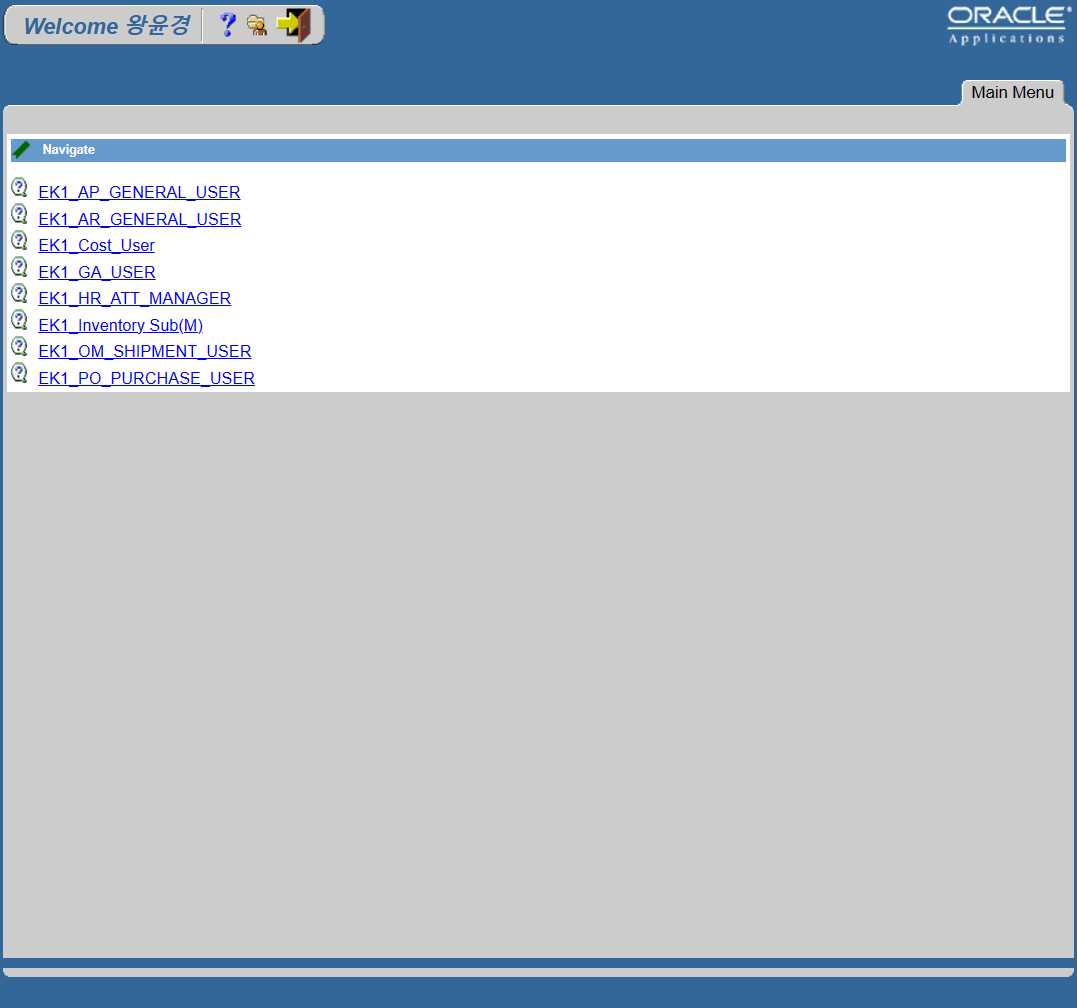 Welcome 왕윤경
ORACLE®
Applications
Main Menu
Navigate
EK1_AP_GENERAL_USER
EK1_AR_GENERAL_USER
EK1_Cost_User
EK1_GA_USER
EK1_HR_ATT_MANAGER
EK1_Inventory Sub(M)
EK1_OM_SHIPMENT_USER
EK1_PO_PURCHASE_USER